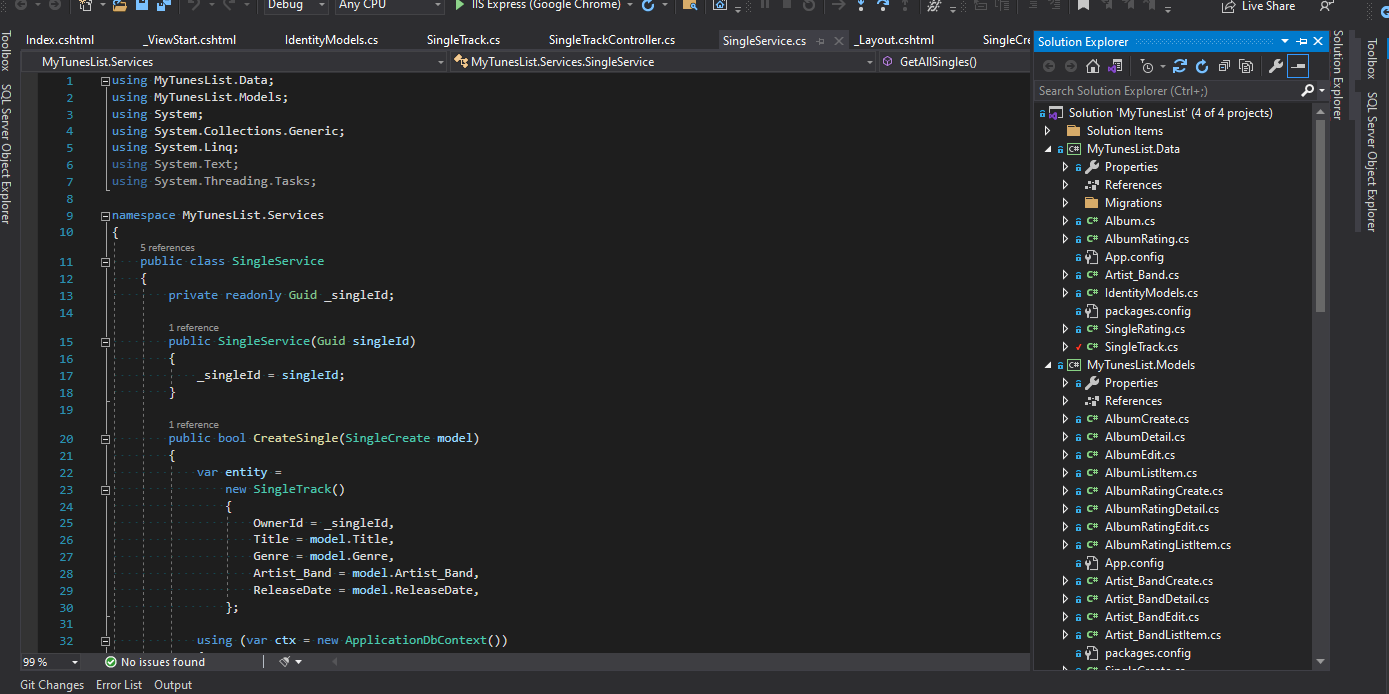 Debug
Any CPU
IIS Express (Google Chrome)
Live Share
Index.cshtml
_ViewStart.cshtml
IdentityModels.cs
SingleTrack.cs
SingleTrackController.cs
SingleService.cs
_Layout.cshtml
SingleCr
MyTunesList.Services
MyTunesList.Services.SingleService
GetAllSingles()
Toolbox
SQL Server Object Explorer
1 using MyTunesList.Data;
2 using MyTunesList.Models;
3 using System;
4 using System.Collections.Generic;
5 using System.Linq;
6 using System.Text;
7 using System.Threading.Tasks;
8
9 namespace MyTunesList.Services
10 {
5 references
11 public class SingleService
12 {
13 private readonly Guid _singleId;
14
1 reference
15 public SingleService(Guid singleId)
16 {
17 _singleId = singleId;
18 }
19
1 reference
20 public bool CreateSingle(SingleCreate model)
21 {
22 var entity =
23 new SingleTrack()
24 {
25 OwnerId = _singleId,
26 Title = model.Title,
27 Genre = model.Genre,
28 Artist_Band = model.Artist_Band,
29 ReleaseDate = model.ReleaseDate,
30 };
31
32 using (var ctx = new ApplicationDbContext())
99 %
No issues found
Git Changes
Error List
Output
Solution Explorer
Search Solution Explorer (Ctrl+;)
Solution 'MyTunesList' (4 of 4 projects)
Solution Items
C# MyTunesList.Data
Properties
References
Migrations
C# Album.cs
C# AlbumRating.cs
App.config
C# Artist_Band.cs
C# IdentityModels.cs
packages.config
C# SingleRating.cs
C# SingleTrack.cs
C# MyTunesList.Models
Properties
References
C# AlbumCreate.cs
C# AlbumDetail.cs
C# AlbumEdit.cs
C# AlbumListItem.cs
C# AlbumRatingCreate.cs
C# AlbumRatingDetail.cs
C# AlbumRatingEdit.cs
C# AlbumRatingListItem.cs
App.config
C# Artist_BandCreate.cs
C# Artist_BandDetail.cs
C# Artist_BandEdit.cs
C# Artist_BandListItem.cs
packages.config
C# SingleCreate.cs
Solution Explorer
Toolbox
SQL Server Object Explorer